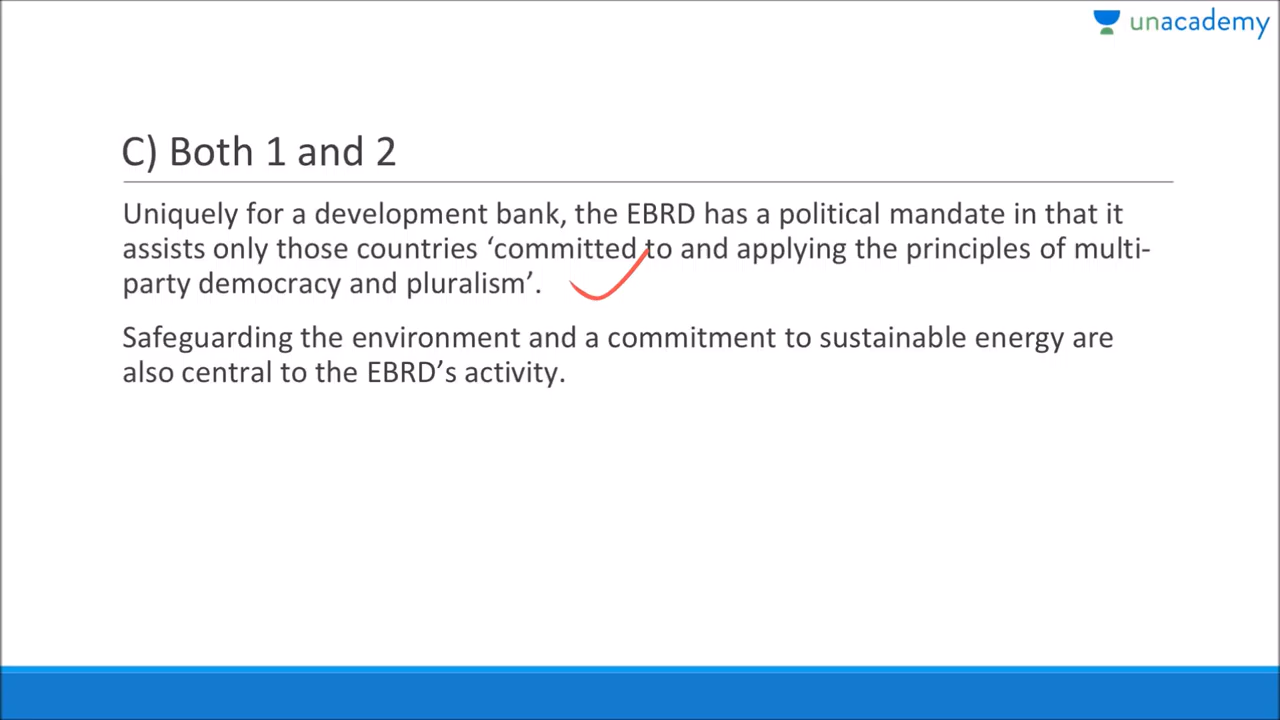 unacademy
C) Both 1 and 2
Uniquely for a development bank, the EBRD has a political mandate in that it
assists only those countries ‘committed to and applying the principles of multi-
party democracy and pluralism’.
Safeguarding the environment and a commitment to sustainable energy are
also central to the EBRD’s activity.